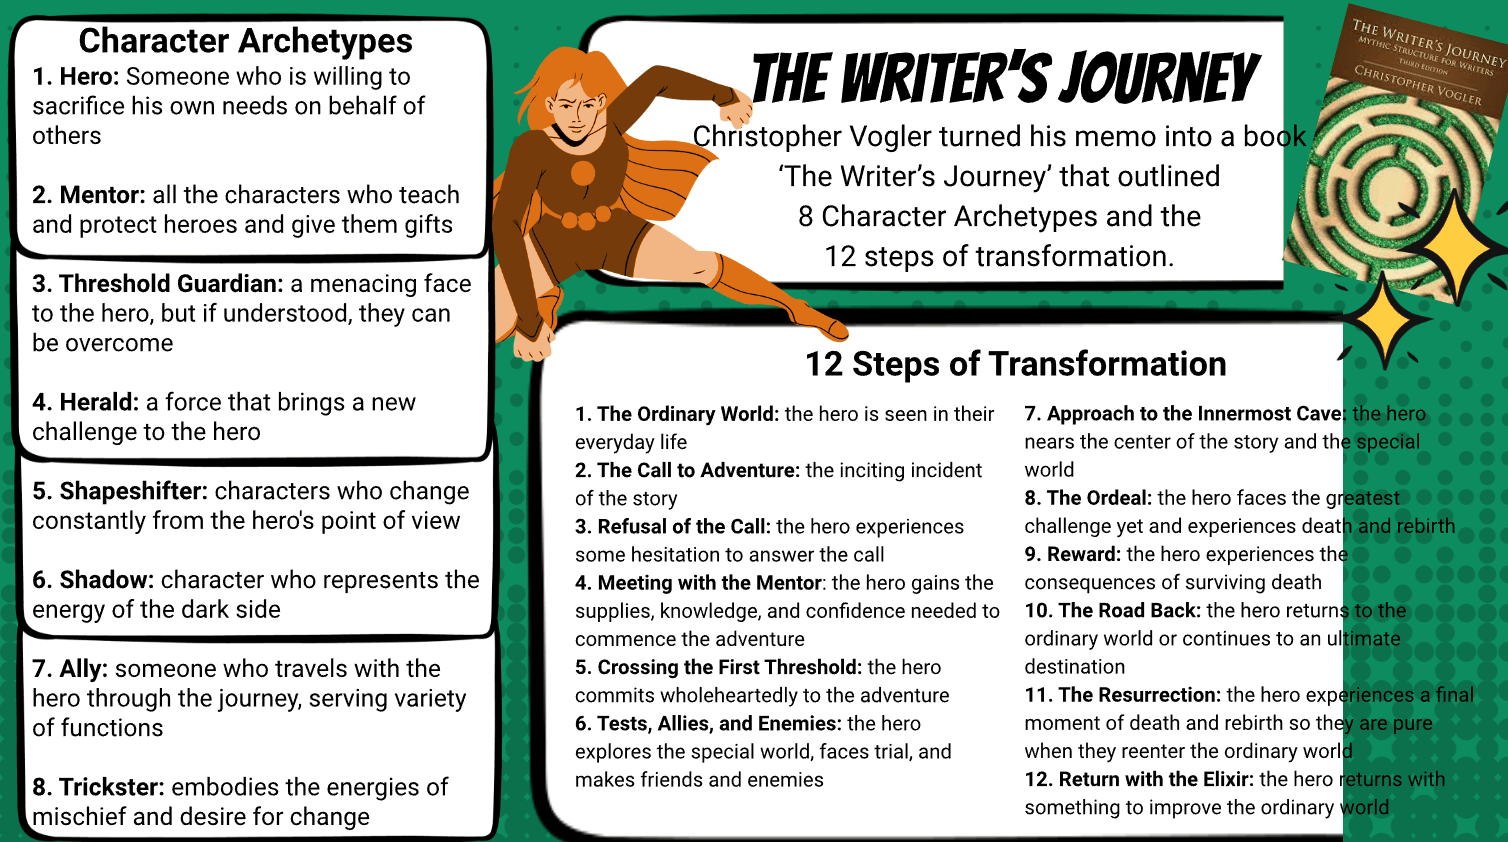 Character Archetypes
1. Hero: Someone who is willing to
sacrifice his own needs on behalf of
others
2. Mentor: all the characters who teach
and protect heroes and give them gifts
3. Threshold Guardian: a menacing face
to the hero, but if understood, they can
be overcome
4. Herald: a force that brings a new
challenge to the hero
5. Shapeshifter: characters who change
constantly from the hero's point of view
6. Shadow: character who represents the
energy of the dark side
7. Ally: someone who travels with the
hero through the journey, serving variety
of functions
8. Trickster: embodies the energies of
mischief and desire for change
THE WRITER'S JOURNEY
Christopher Vogler turned his memo into a book
‘The Writer’s Journey’ that outlined
8 Character Archetypes and the
12 steps of transformation.
THE WRITER'S JOURNEY
MYTHIC STRUCTURE FOR WRITERS
THIRD EDITION
CHRISTOPHER VOGLER
12 Steps of Transformation
1. The Ordinary World: the hero is seen in their
everyday life
2. The Call to Adventure: the inciting incident
of the story
3. Refusal of the Call: the hero experiences
some hesitation to answer the call
4. Meeting with the Mentor: the hero gains the
supplies, knowledge, and confidence needed to
commence the adventure
5. Crossing the First Threshold: the hero
commits wholeheartedly to the adventure
6. Tests, Allies, and Enemies: the hero
explores the special world, faces trial, and
makes friends and enemies
7. Approach to the Innermost Cave: the hero
nears the center of the story and the special
world
8. The Ordeal: the hero faces the greatest
challenge yet and experiences death and rebirth
9. Reward: the hero experiences the
consequences of surviving death
10. The Road Back: the hero returns to the
ordinary world or continues to an ultimate
destination
11. The Resurrection: the hero experiences a final
moment of death and rebirth so they are pure
when they reenter the ordinary world
12. Return with the Elixir: the hero returns with
something to improve the ordinary world